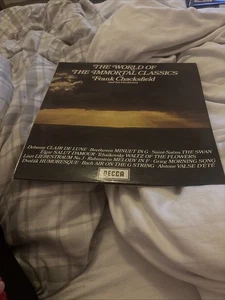 THE WORLD OF
THE IMMORTAL CLASSICS
Frank Chacksfield
Debussy CLAIR DE LUNE · Beethoven MINUET IN G · Saint-Saëns THE SWAN
Elgar SALUT D'AMOUR · Tchaikovsky WALTZ OF THE FLOWERS
Liszt LIEBESTRAUM No. 3 · Rubinstein MELODY IN F · Grieg MORNING SONG
Dvořák HUMORESQUE · Bach AIR ON THE G STRING · Almone VALSE D'ÉTÉ
DECCA